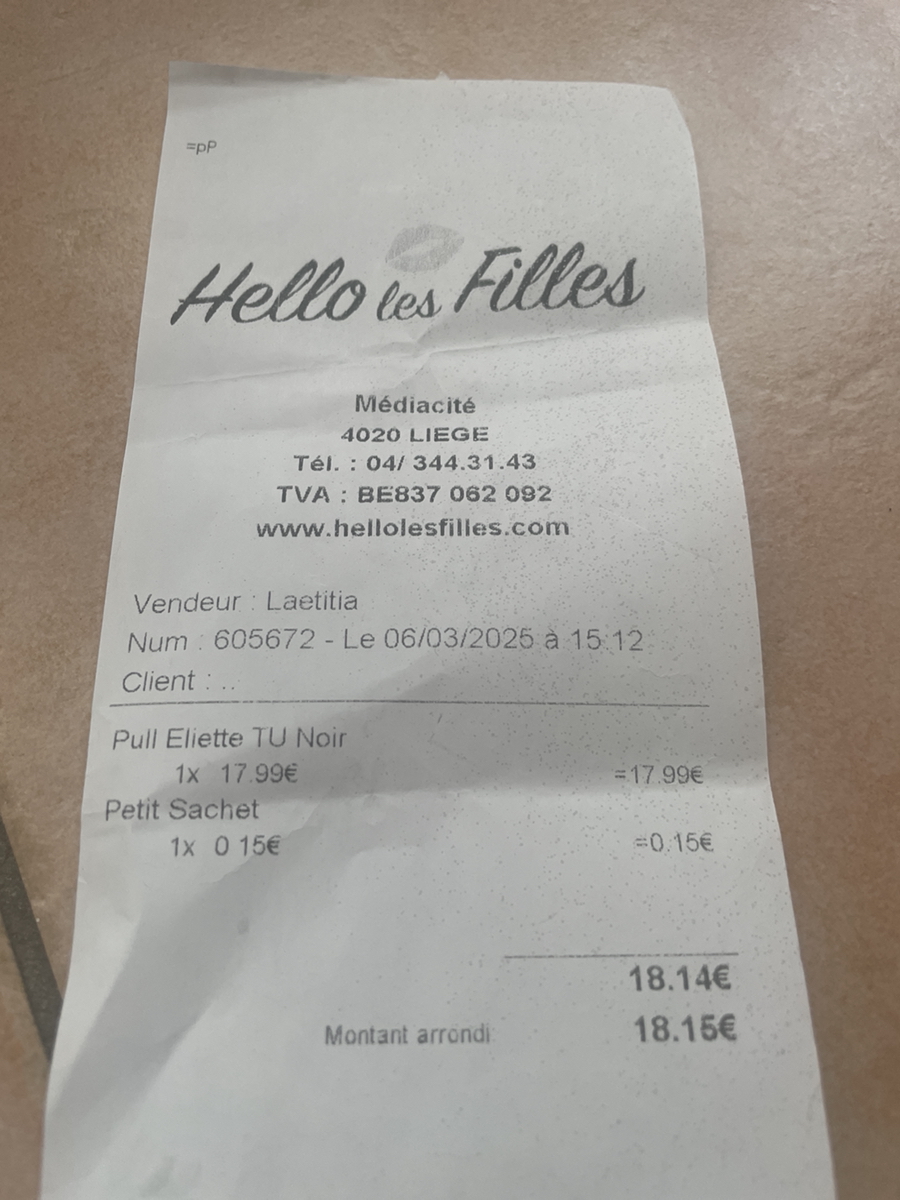 =pP
Hello les Filles
Médiacité
4020 LIEGE
Tél. : 04/ 344.31.43
TVA : BE837 062 092
www.hellolesfilles.com
Vendeur : Laetitia
Num : 605672 - Le 06/03/2025 à 15:12
Client : ..
Pull Eliette TU Noir
1x 17.99€ =17.99€
Petit Sachet
1x 0 15€ =0.15€
18.14€
Montant arrondi 18.15€